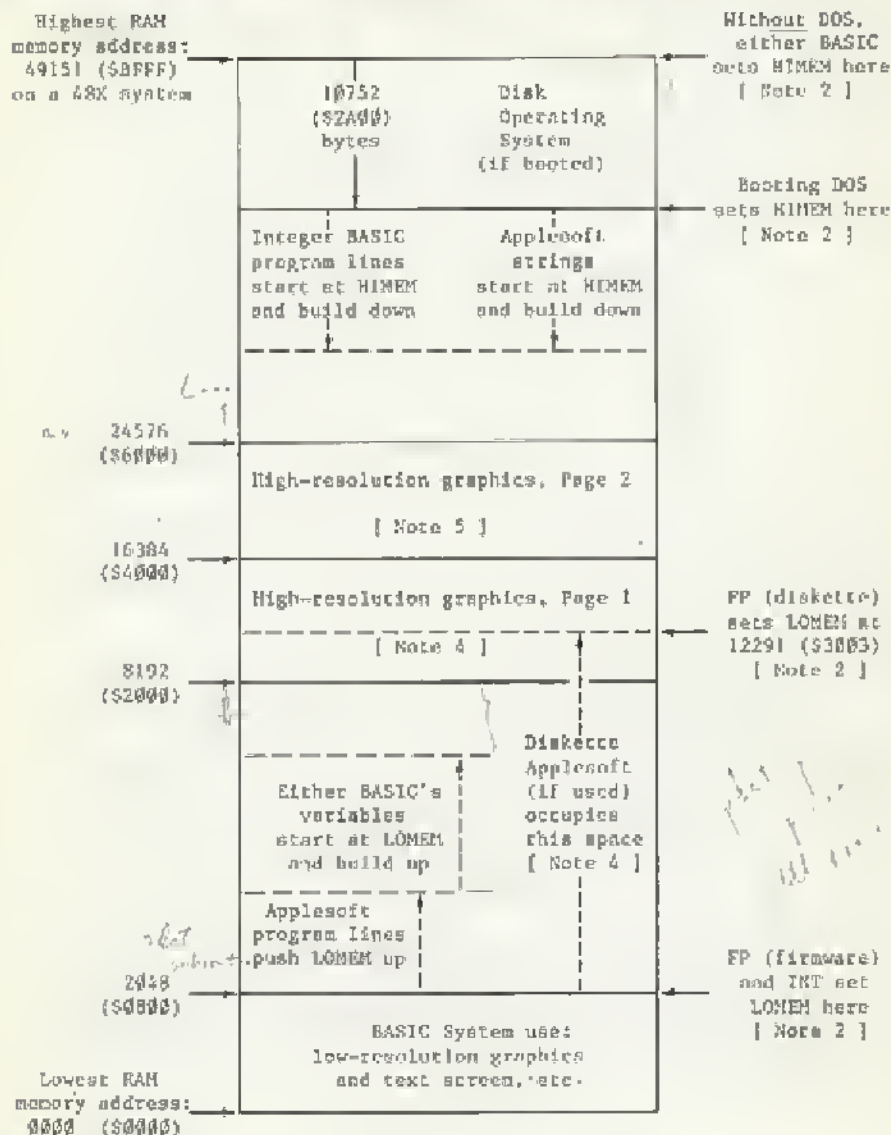 Highest RAM
memory address:
49151 ($BFFF)
on a 48K system
Without DOS,
either BASIC
sets HIMEM here
[ Note 2 ]
10752
($2A00)
bytes
Disk
Operating
System
(if booted)
Booting DOS
sets HIMEM here
[ Note 2 ]
Integer BASIC
program lines
start at HIMEM
and build down
Applesoft
strings
start at HIMEM
and build down
24576
($6000)
High-resolution graphics, Page 2
[ Note 5 ]
16384
($4000)
High-resolution graphics, Page 1
[ Note 4 ]
FP (diskette)
sets LOMEM at
12291 ($3003)
[ Note 2 ]
8192
($2000)
Diskette
Applesoft
(if used)
occupies
this space
[ Note 4 ]
Either BASIC's
variables
start at LOMEM
and build up
Applesoft
program lines
push LOMEM up
2048
($0800)
FP (firmware)
and INT set
LOMEM here
[ Note 2 ]
BASIC System use:
low-resolution graphics
and text screen, etc.
Lowest RAM
memory address:
0000 ($0000)